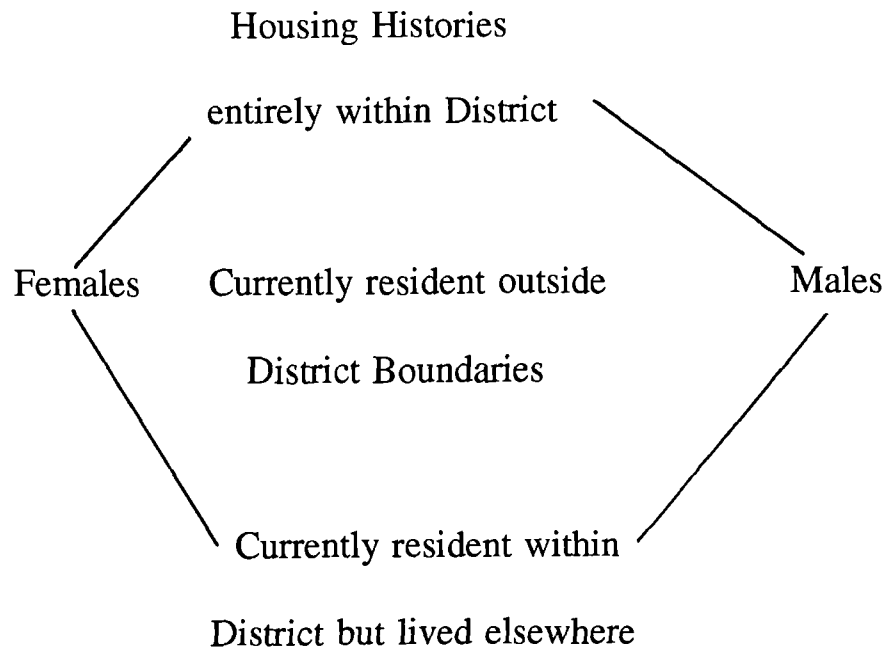 Housing Histories
entirely within District
Females Currently resident outside Males
District Boundaries
Currently resident within
District but lived elsewhere